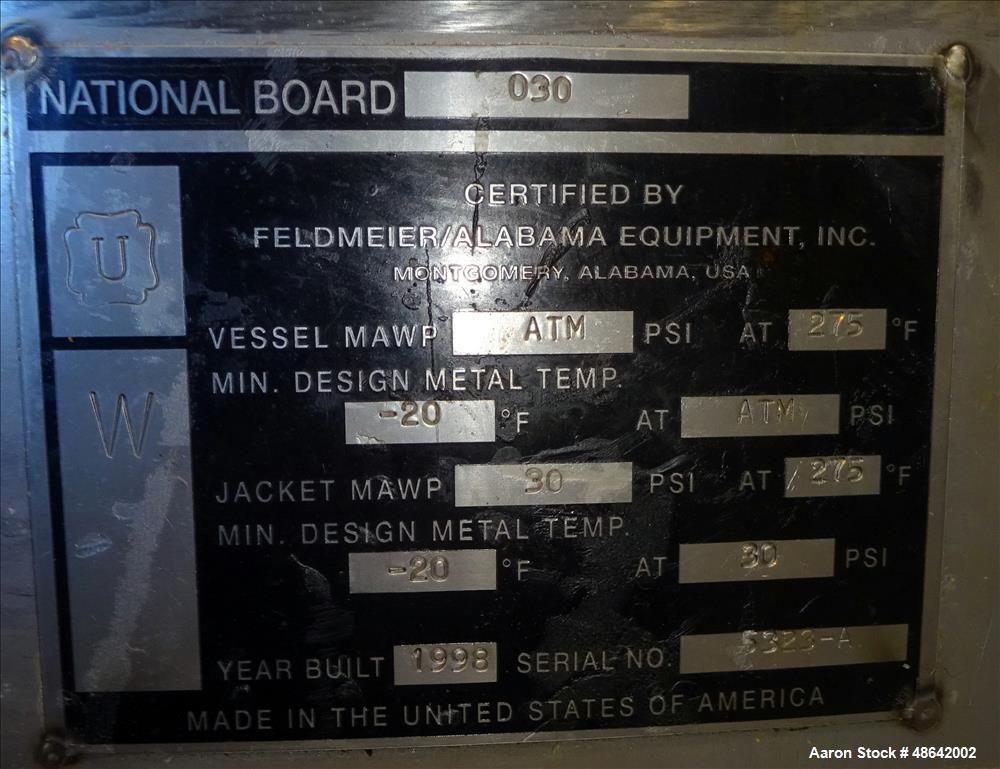 NATIONAL BOARD 030
U
CERTIFIED BY
FELDMEIER/ALABAMA EQUIPMENT, INC.
MONTGOMERY, ALABAMA, USA
VESSEL MAWP ATM PSI AT 275 °F
MIN. DESIGN METAL TEMP.
-20 °F AT ATM PSI
W
JACKET MAWP 30 PSI AT 275 °F
MIN. DESIGN METAL TEMP.
-20 °F AT 30 PSI
YEAR BUILT 1998 SERIAL NO. 5323-A
MADE IN THE UNITED STATES OF AMERICA
Aaron Stock # 48642002